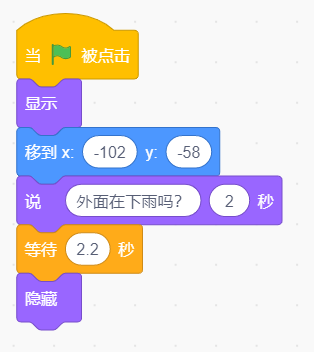 当 被点击
显示
移到 x: -102 y: -58
说 外面在下雨吗? 2 秒
等待 2.2 秒
隐藏